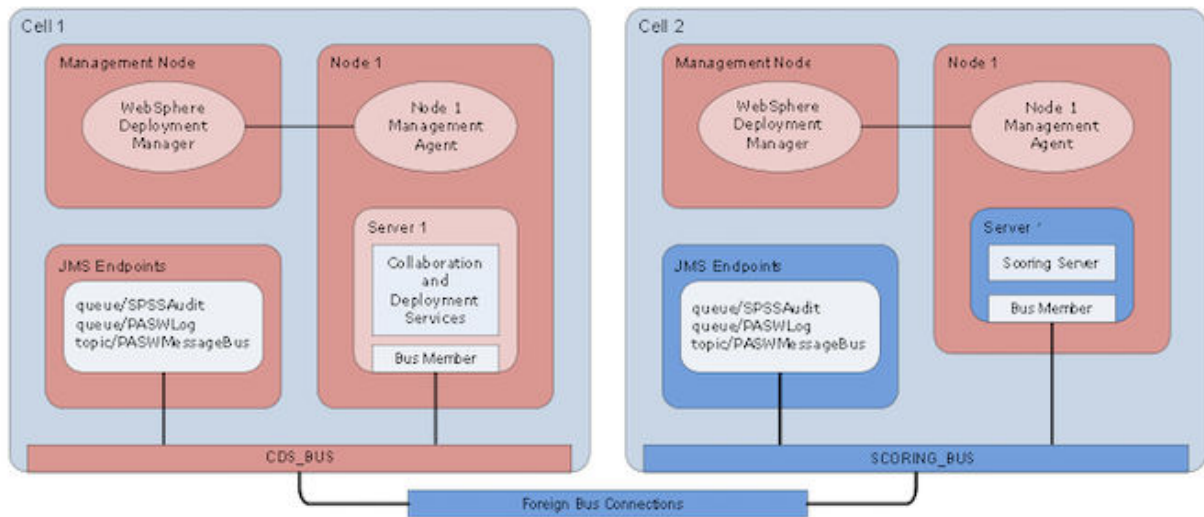 Cell 1
Management Node
WebSphere
Deployment
Manager
Node 1
Node 1
Management
Agent
Server 1
Collaboration
and
Deployment
Services
Bus Member
JMS Endpoints
queue/SPSSAudit
queue/PASWLog
topic/PASWMessageBus
CDS_BUS
Cell 2
Management Node
WebSphere
Deployment
Manager
Node 1
Node 1
Management
Agent
Server
Scoring Server
Bus Member
JMS Endpoints
queue/SPSSAudit
queue/PASWLog
topic/PASWMessageBus
SCORING_BUS
Foreign Bus Connections